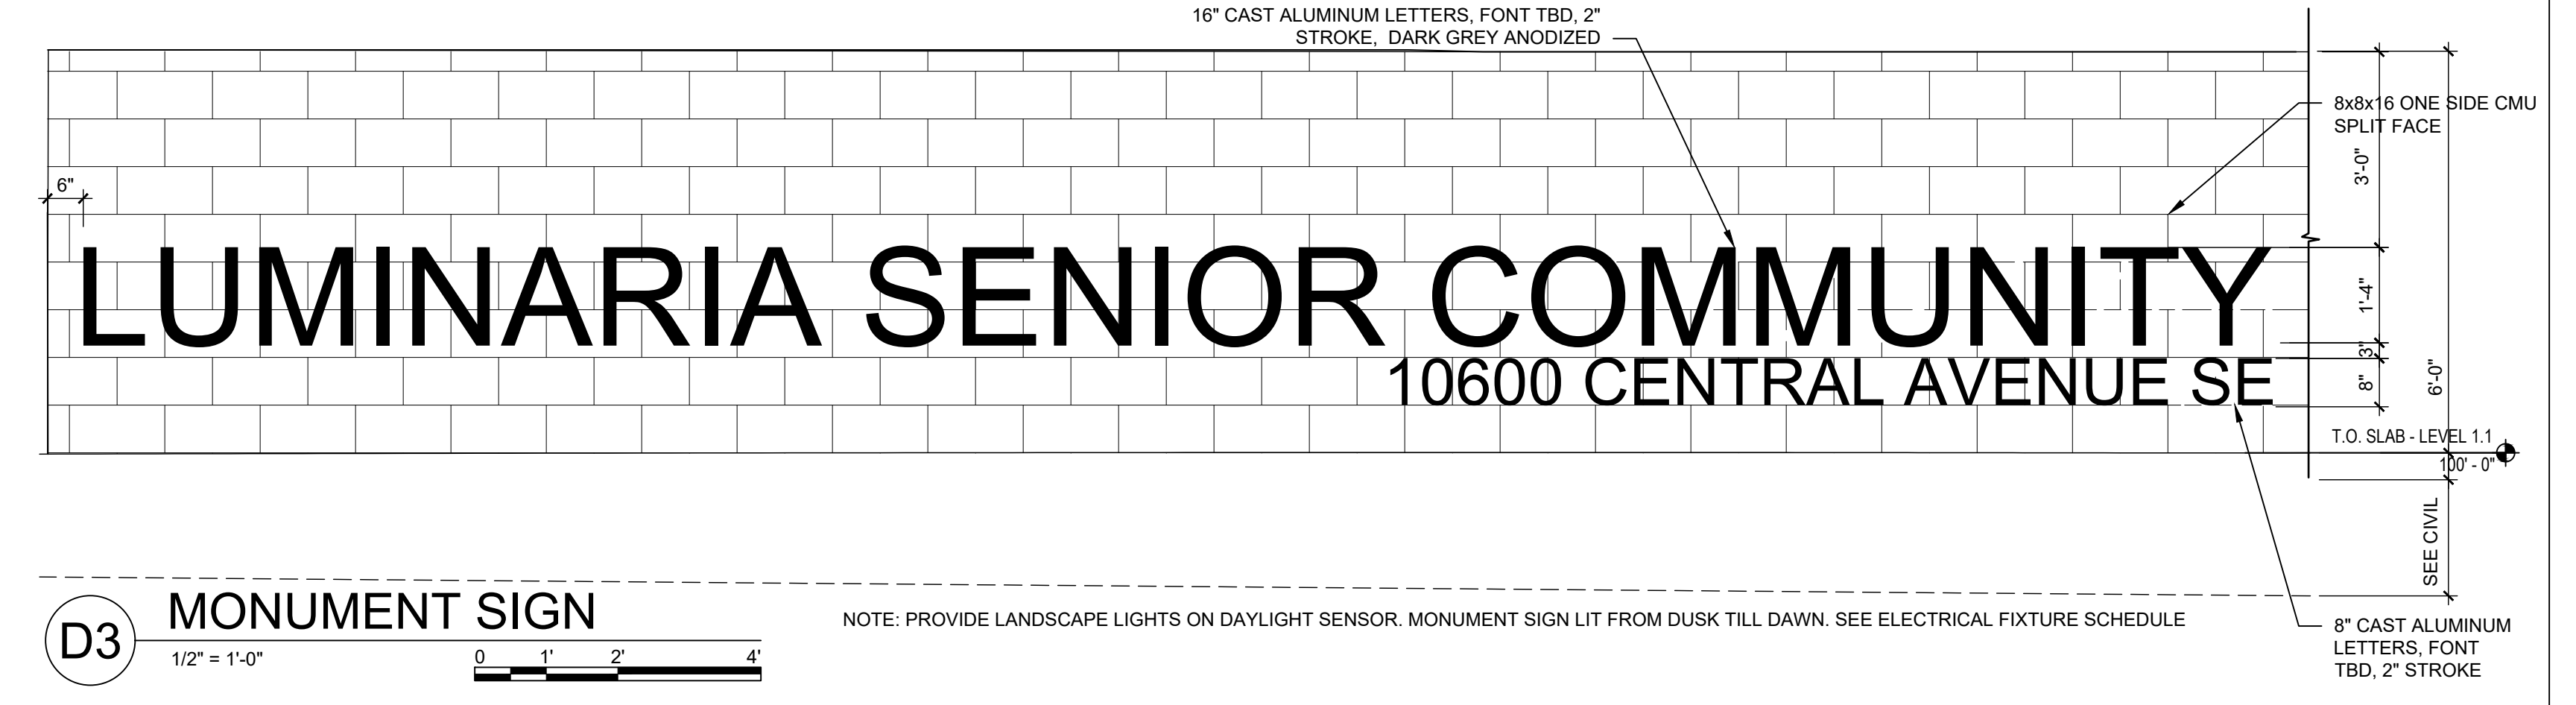 16" CAST ALUMINUM LETTERS, FONT TBD, 2"
STROKE, DARK GREY ANODIZED
8x8x16 ONE SIDE CMU
SPLIT FACE
3'-0"
6"
LUMINARIA SENIOR COMMUNITY
1'-4"
3"
10600 CENTRAL AVENUE SE
8"
6'-0"
T.O. SLAB - LEVEL 1.1
100' - 0"
SEE CIVIL
D3
MONUMENT SIGN
1/2" = 1'-0"
0 1' 2' 4'
NOTE: PROVIDE LANDSCAPE LIGHTS ON DAYLIGHT SENSOR. MONUMENT SIGN LIT FROM DUSK TILL DAWN. SEE ELECTRICAL FIXTURE SCHEDULE
8" CAST ALUMINUM
LETTERS, FONT
TBD, 2" STROKE